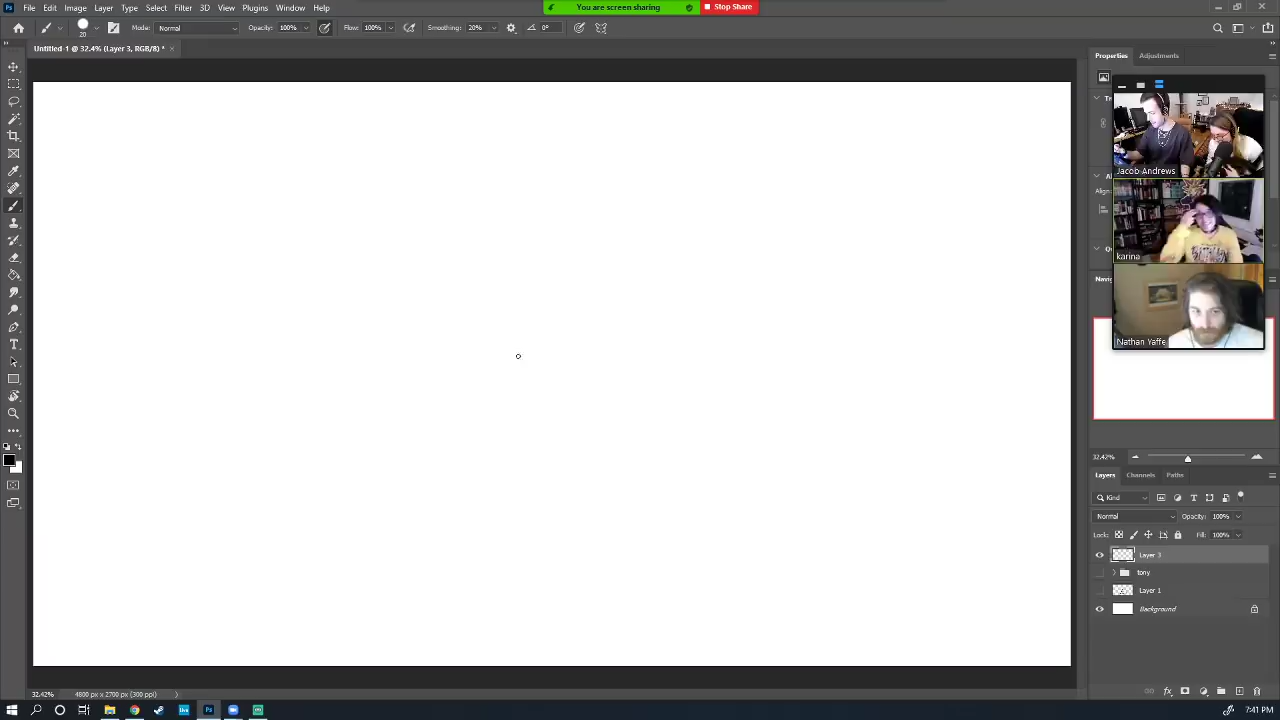 File Edit Image Layer Type Select Filter 3D View Plugins Window Help
You are screen sharing Stop Share
20 Mode: Normal Opacity: 100% Flow: 100% Smoothing: 20% 0°
Untitled-1 @ 32.4% (Layer 3, RGB/8) *
Properties Adjustments
Jacob Andrews
karina
Nathan Yaffe
Align:
32.42%
Layers Channels Paths
Kind
Normal Opacity: 100%
Lock: Fill: 100%
Layer 3
tony
Layer 1
Background
32.42% 4800 px x 2700 px (300 ppi)
7:41 PM